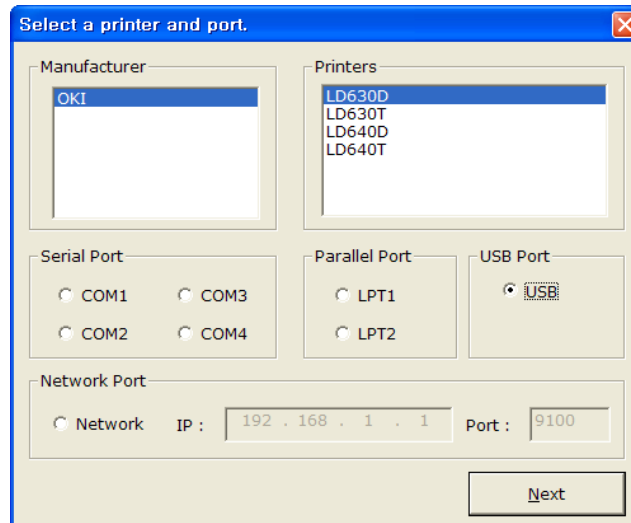 Select a printer and port.
Manufacturer
OKI
Printers
LD630D
LD630T
LD640D
LD640T
Serial Port
COM1 COM3
COM2 COM4
Parallel Port
LPT1
LPT2
USB Port
USB
Network Port
Network IP : 192 . 168 . 1 . 1 Port : 9100
Next